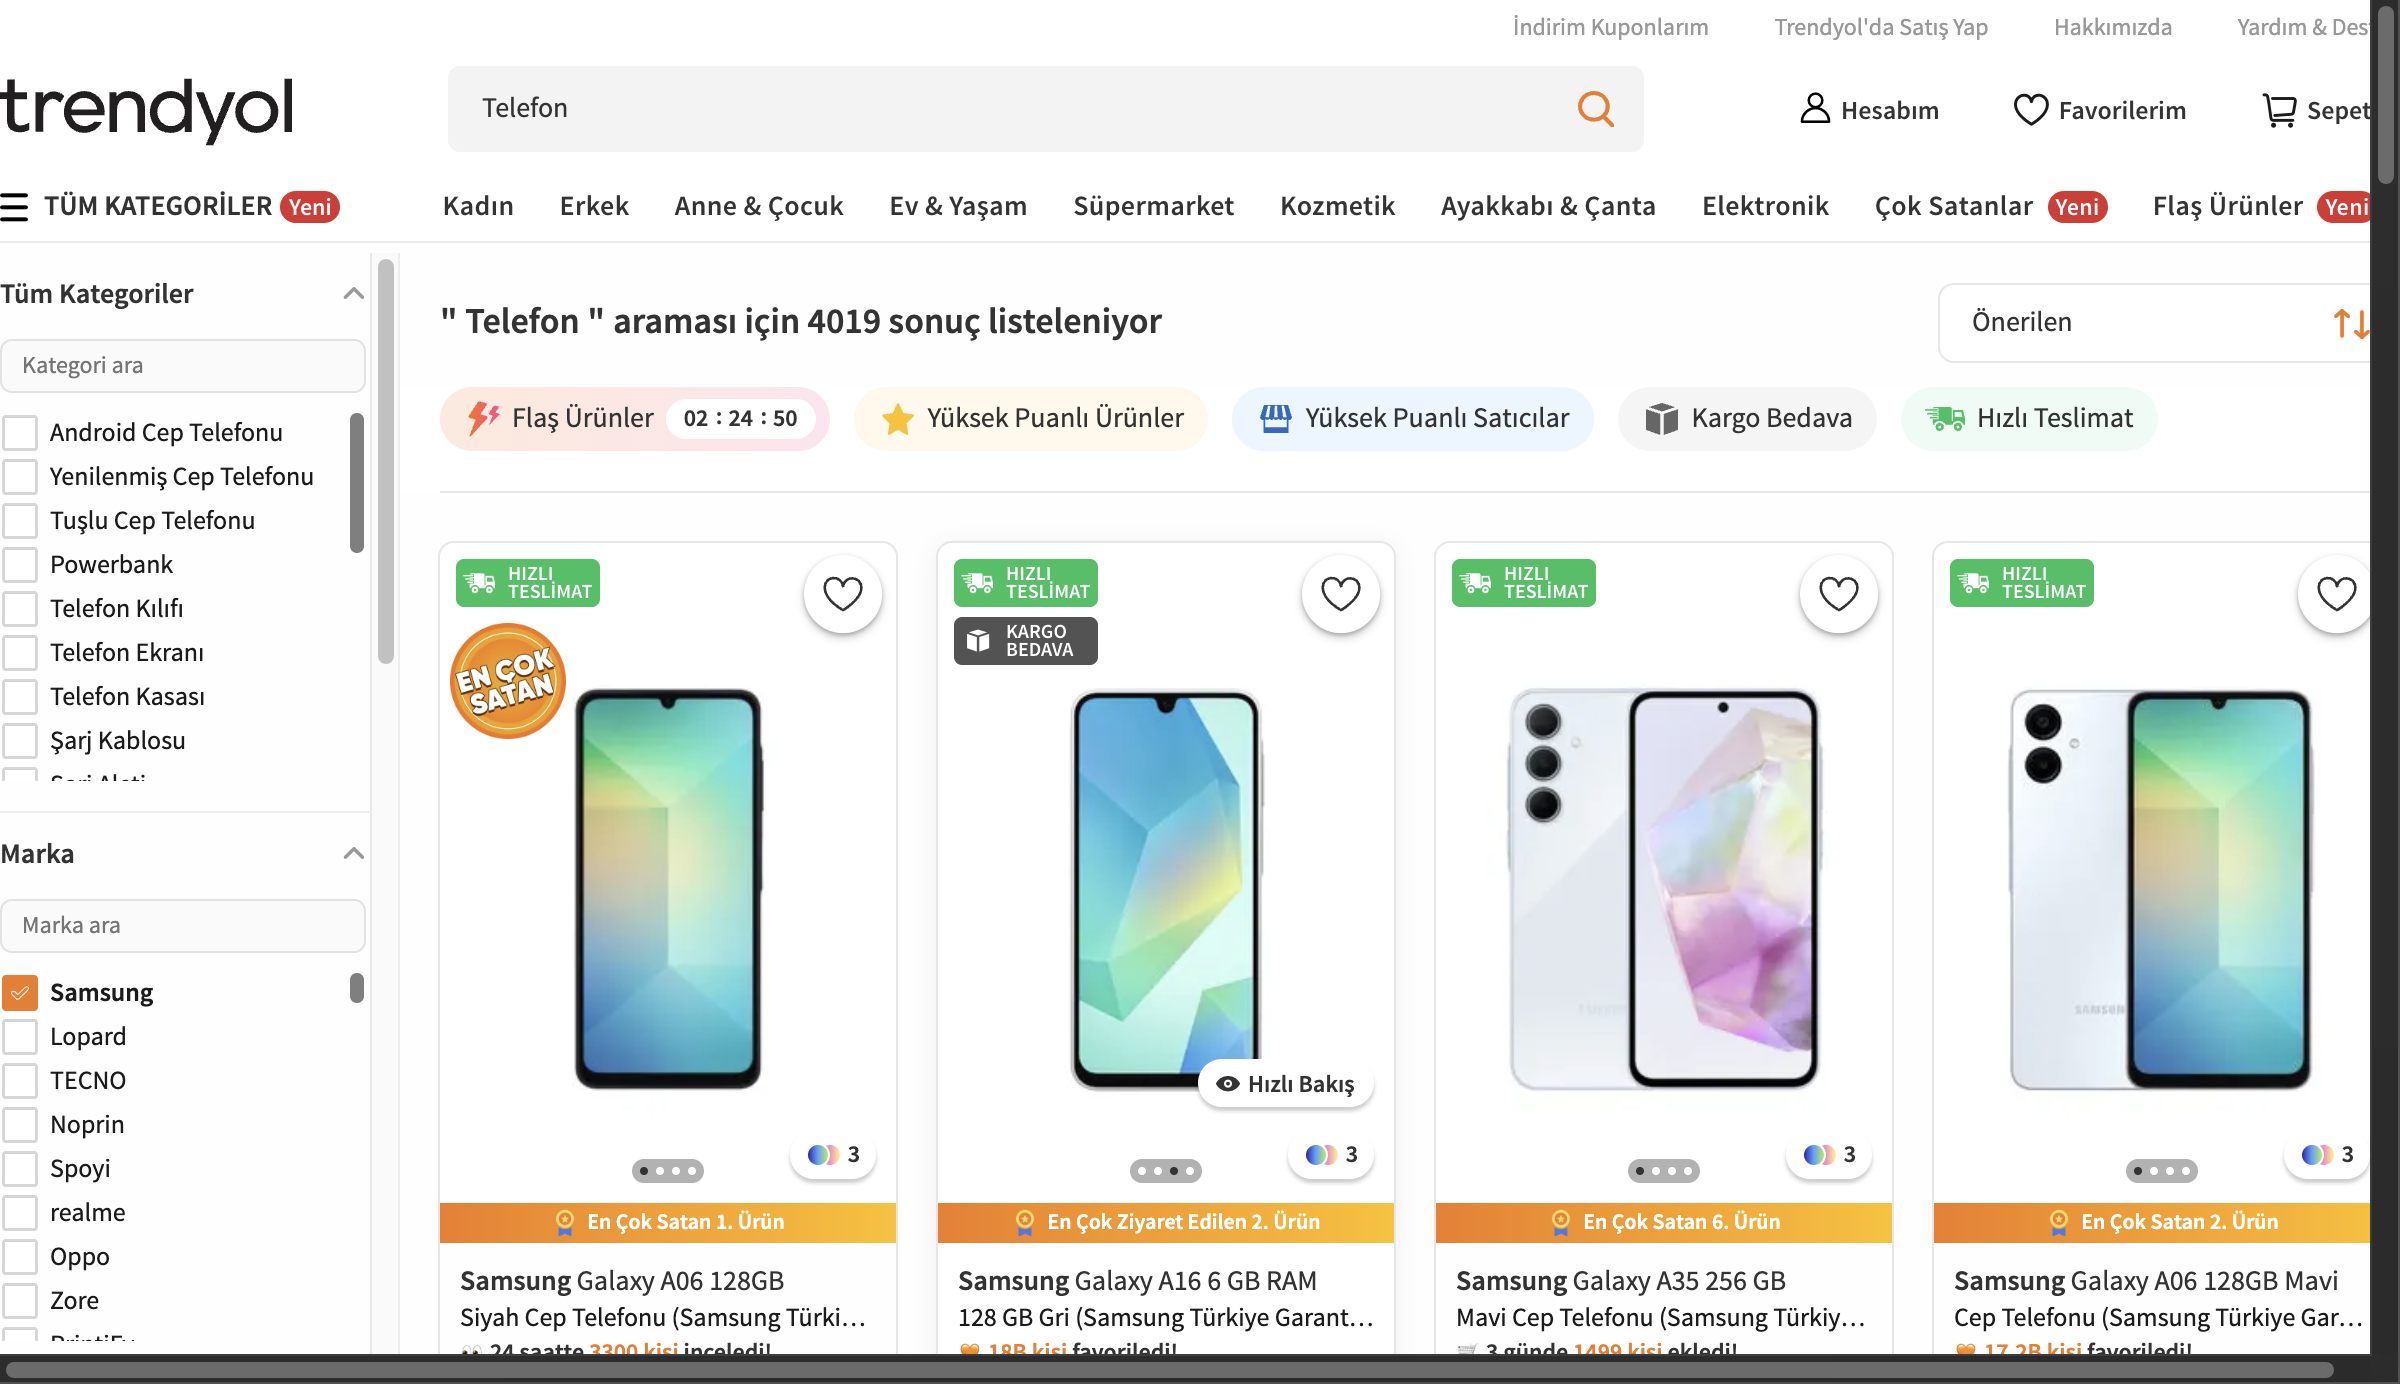 İndirim Kuponlarım Trendyol'da Satış Yap Hakkımızda Yardım &
trendyol
Telefon
Hesabım
Favorilerim
TÜM KATEGORİLER Yeni
Kadın Erkek Anne & Çocuk Ev & Yaşam Süpermarket Kozmetik Ayakkabı & Çanta Elektronik Çok Satanlar Yeni Flaş Ürünler Yeni
Tüm Kategoriler
Kategori ara
Android Cep Telefonu
Yenilenmiş Cep Telefonu
Tuşlu Cep Telefonu
Powerbank
Telefon Kılıfı
Telefon Ekranı
Telefon Kasası
Şarj Kablosu
Marka
Marka ara
Samsung
Lopard
TECNO
Noprin
Spoyi
realme
Oppo
Zore
" Telefon " araması için 4019 sonuç listeleniyor
Önerilen
Flaş Ürünler 02 : 24 : 50
Yüksek Puanlı Ürünler
Yüksek Puanlı Satıcılar
Kargo Bedava
Hızlı Teslimat
HIZLI
TESLİMAT
EN ÇOK
SATAN
3
En Çok Satan 1. Ürün
Samsung Galaxy A06 128GB
Siyah Cep Telefonu (Samsung Türki...
24 saatte 3300 kişi inceledi!
HIZLI
TESLİMAT
KARGO
BEDAVA
Hızlı Bakış
3
En Çok Ziyaret Edilen 2. Ürün
Samsung Galaxy A16 6 GB RAM
128 GB Gri (Samsung Türkiye Garant...
18B kişi favoriledi!
HIZLI
TESLİMAT
3
En Çok Satan 6. Ürün
Samsung Galaxy A35 256 GB
Mavi Cep Telefonu (Samsung Türkiy...
3 günde 1499 kişi ekledi!
HIZLI
TESLİMAT
SAMSUNG
3
En Çok Satan 2. Ürün
Samsung Galaxy A06 128GB Mavi
Cep Telefonu (Samsung Türkiye Gar...
17.2B kişi favoriledi!